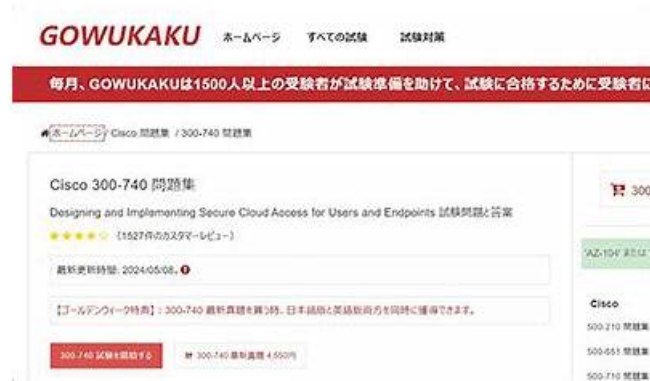 GOWUKAKU ホームページ すべての試験 試験対策
毎月、GOWUKAKUは1500人以上の受験者が試験準備を助けて、試験に合格するために受験者に
ホームページ/ Cisco 問題集 / 300-740 問題集
Cisco 300-740 問題集
300
Designing and Implementing Secure Cloud Access for Users and Endpoints 試験問題と答案
(1527件のカスタマーレビュー)
'AZ-104' または '
最新更新時間: 2024/05/08。
【ゴールデンウィーク特典】:300-740 最新真題を買う時、日本語版と英語版両方を同時に獲得できます。
Cisco
500-210 問題集
300-740 試験を開始する 300-740 最新真題 4,550円
500-651 問題集
500-710 問題集